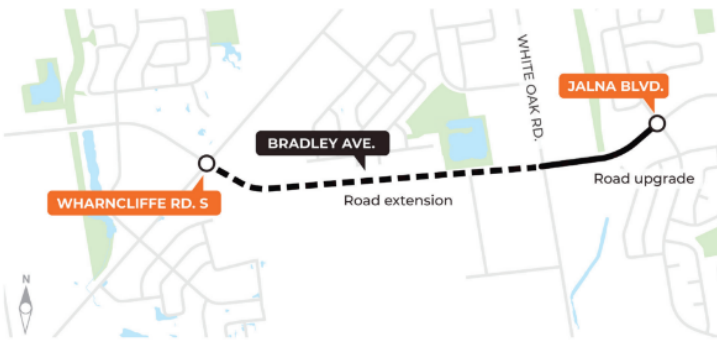 WHITE OAK RD.
JALNA BLVD.
BRADLEY AVE.
Road upgrade
WHARNCLIFFE RD. S
Road extension
N